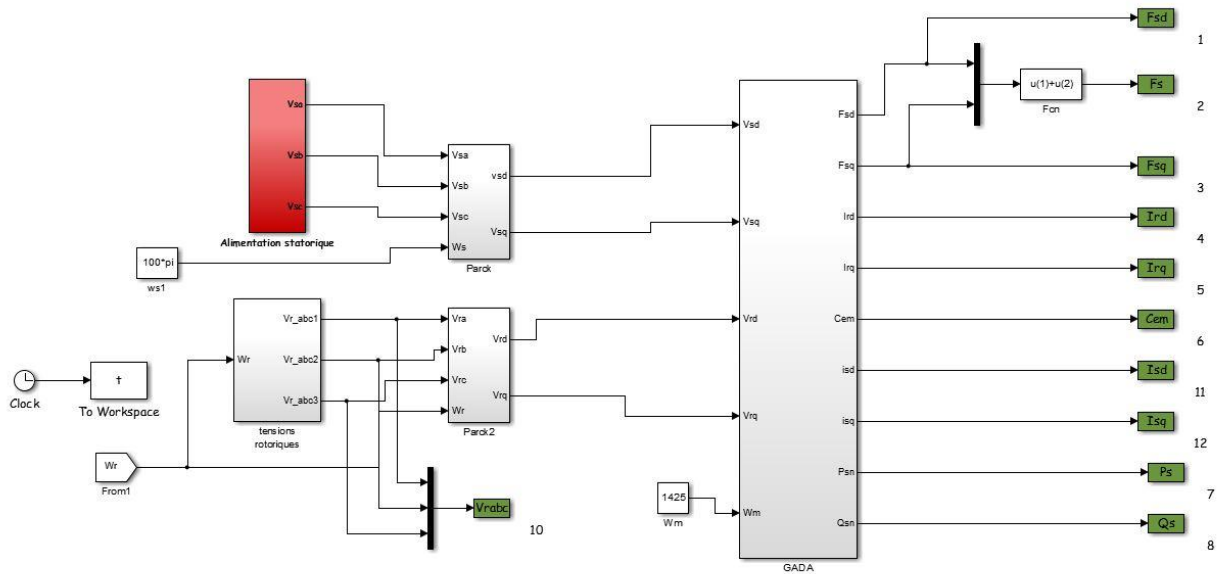 Fsd
1
u(1)+u(2)
Fcn
Fs
2
Vsa
Vsb
Vsc
Alimentation statorique
Vsa
Vsb
Vsc
Ws
vsd
Vsq
Parck
100*pi
ws1
Vsd
Vsq
Vrd
Vrq
Wm
Fsd
Fsq
Ird
Irq
Cem
isd
isq
Psn
Qsn
GADA
Fsq
3
Ird
4
Irq
5
Cem
6
Isd
11
Isq
12
Ps
7
Qs
8
Wr
Vr_abc1
Vr_abc2
Vr_abc3
tensions
rotoriques
Vra
Vrb
Vrc
Wr
Vrd
Vrq
Parck2
Clock
t
To Workspace
Wr
From1
Vrabc
10
1425
Wm